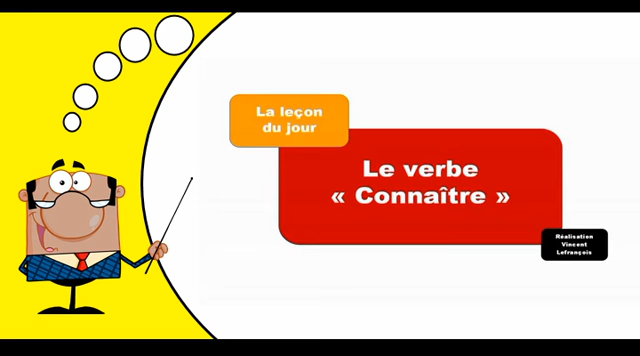 La leçon
du jour
Le verbe
« Connaître »
Réalisation
Vincent
Lefrançois